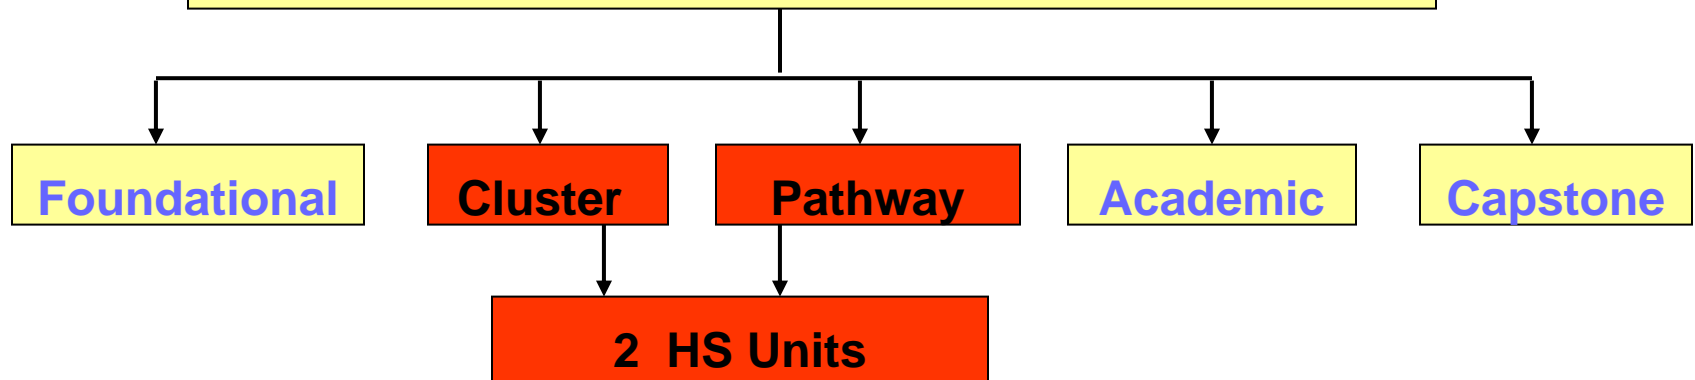 Foundational
Cluster
Pathway
Academic
Capstone
2 HS Units